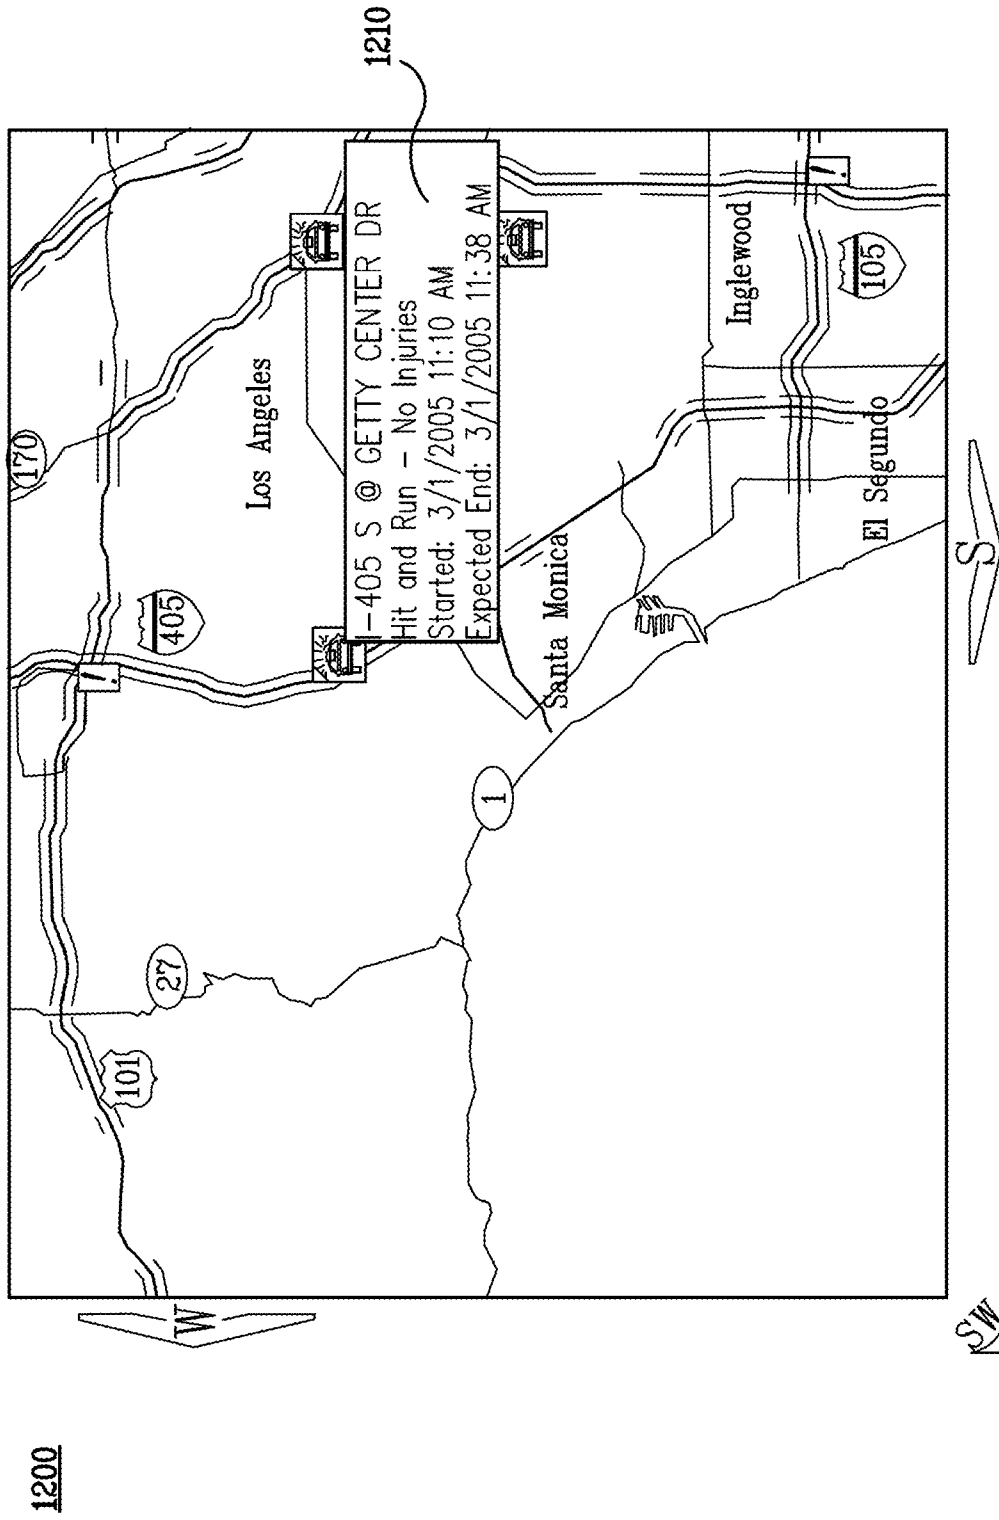 1200
1210
170
405
101
27
Los Angeles
I-405 S @ GETTY CENTER DR
Hit and Run - No Injuries
Started: 3/1/2005 11:10 AM
Expected End: 3/1/2005 11:38 AM
1
Santa Monica
Inglewood
105
El Segundo
!
!
W
SW
S